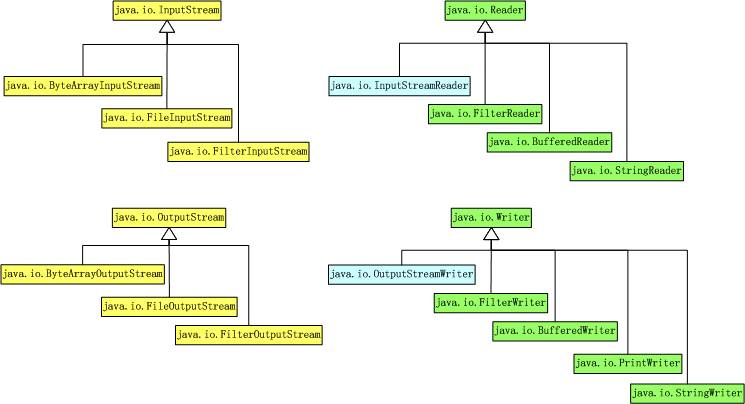 java.io.InputStream
java.io.ByteArrayInputStream
java.io.FileInputStream
java.io.FilterInputStream
java.io.Reader
java.io.InputStreamReader
java.io.FilterReader
java.io.BufferedReader
java.io.StringReader
java.io.OutputStream
java.io.ByteArrayOutputStream
java.io.FileOutputStream
java.io.FilterOutputStream
java.io.Writer
java.io.OutputStreamWriter
java.io.FilterWriter
java.io.BufferedWriter
java.io.PrintWriter
java.io.StringWriter